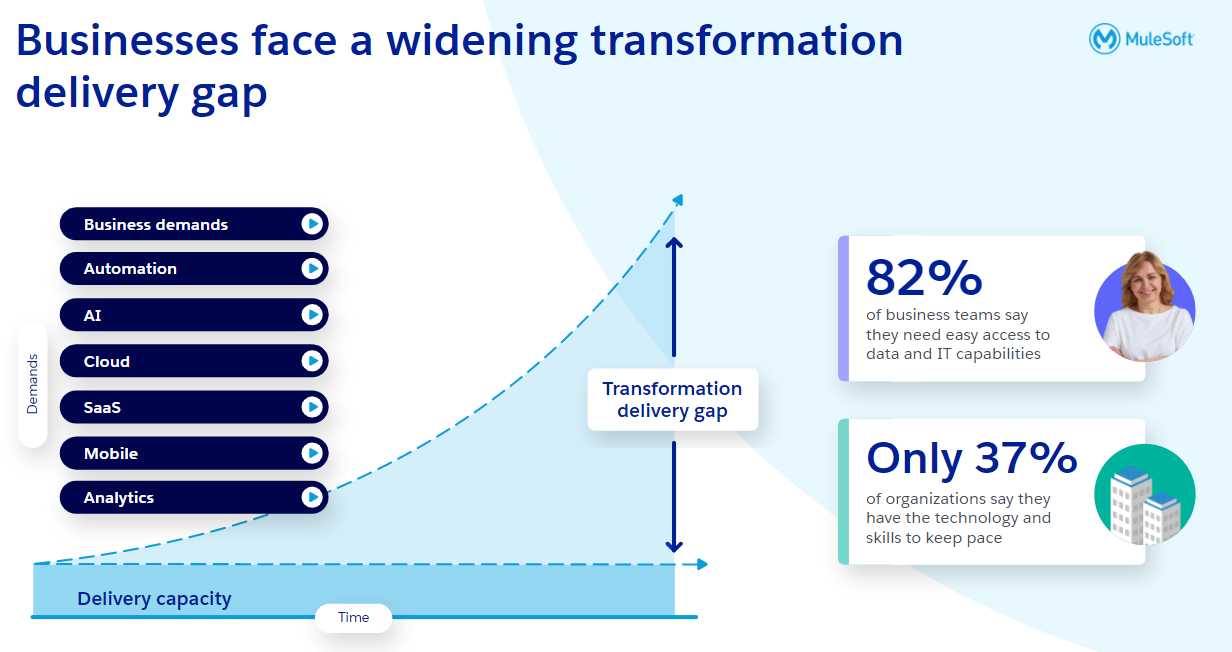 Businesses face a widening transformation
delivery gap
MuleSoft
Demands
Business demands
Automation
AI
Cloud
SaaS
Mobile
Analytics
Transformation
delivery gap
Delivery capacity
Time
82%
of business teams say
they need easy access to
data and IT capabilities
Only 37%
of organizations say they
have the technology and
skills to keep pace